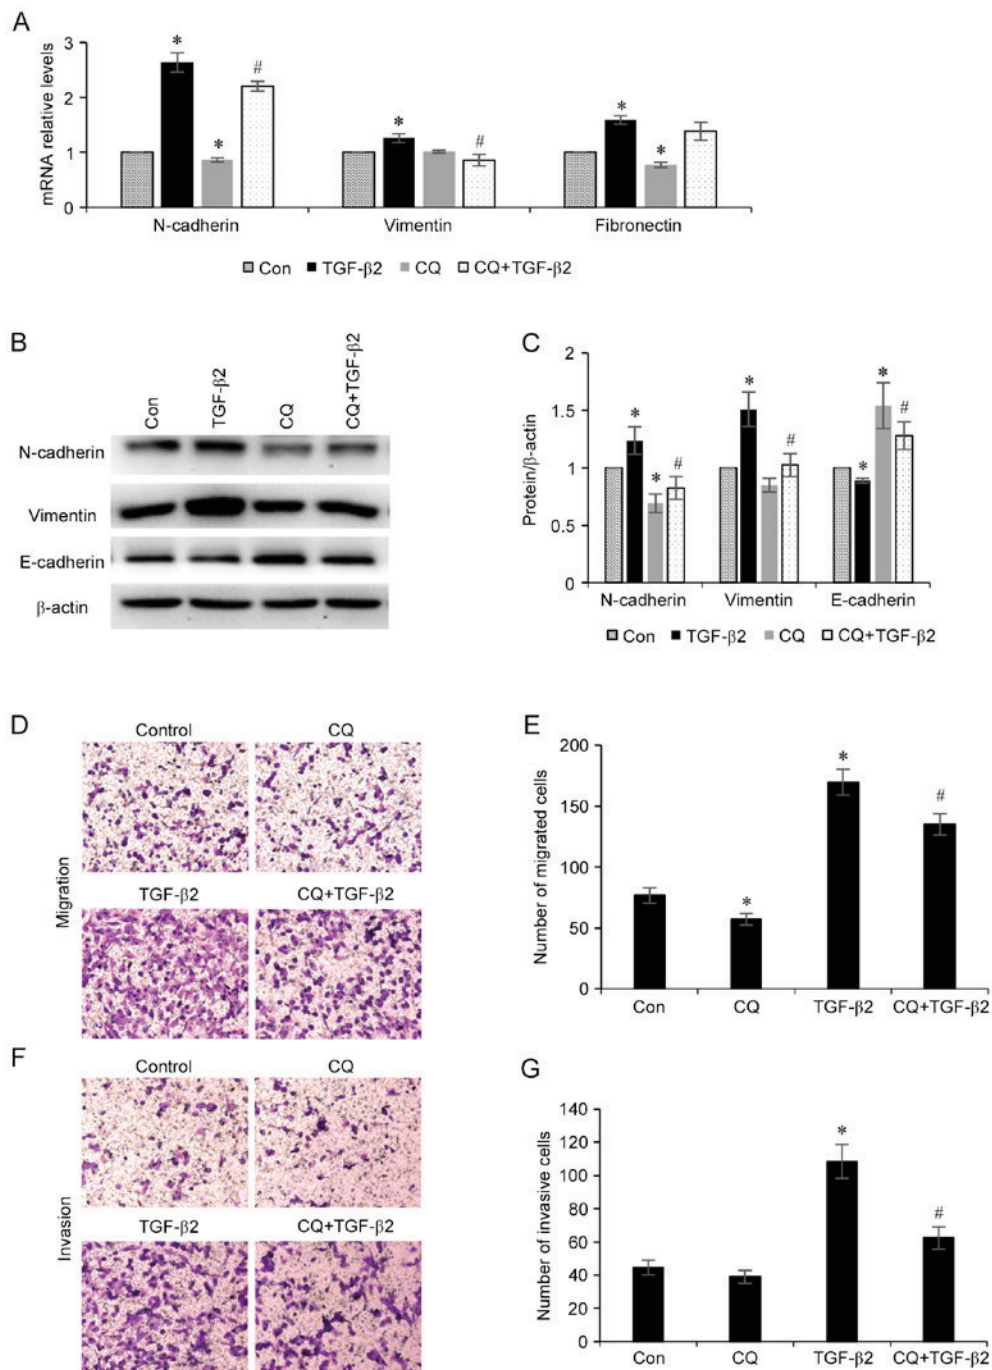 A
mRNA relative levels
3
2
1
0
* * # * # * *
N-cadherin Vimentin Fibronectin
Con TGF-β2 CQ CQ+TGF-β2
B
Con TGF-β2 CQ CQ+TGF-β2
N-cadherin
Vimentin
E-cadherin
β-actin
C
Protein/β-actin
2
1.5
1
0.5
0
* * # * # * * #
N-cadherin Vimentin E-cadherin
Con TGF-β2 CQ CQ+TGF-β2
D
Migration
Control CQ
TGF-β2 CQ+TGF-β2
E
Number of migrated cells
200
150
100
50
0
* * #
Con CQ TGF-β2 CQ+TGF-β2
F
Invasion
Control CQ
TGF-β2 CQ+TGF-β2
G
Number of invasive cells
140
120
100
80
60
40
20
0
* #
Con CQ TGF-β2 CQ+TGF-β2